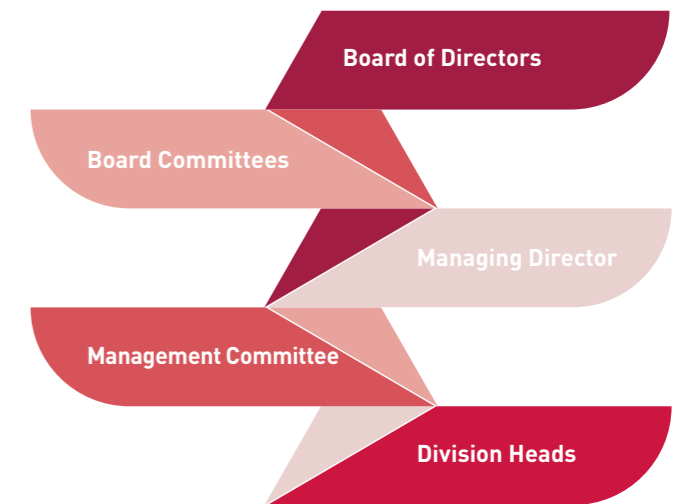 Board of Directors
Board Committees
Managing Director
Management Committee
Division Heads